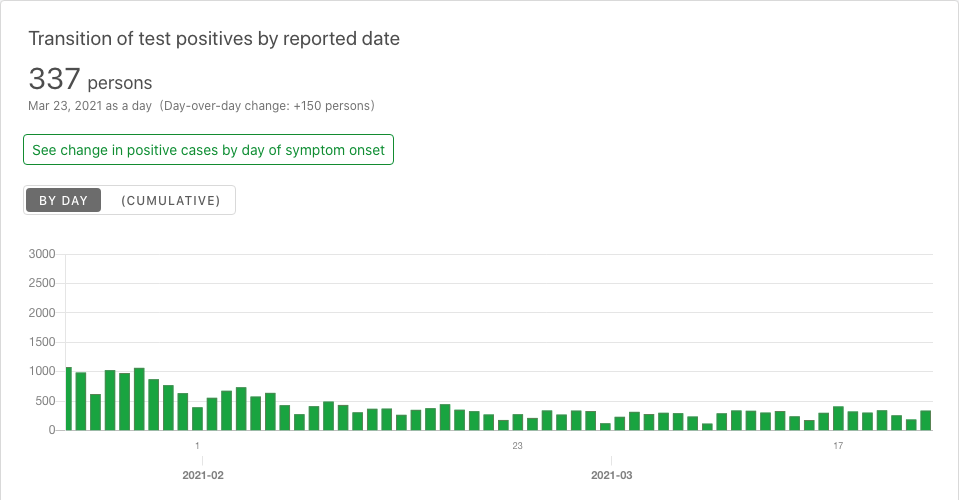 Transition of test positives by reported date
337 persons
Mar 23, 2021 as a day (Day-over-day change: +150 persons)
See change in positive cases by day of symptom onset
BY DAY (CUMULATIVE)
3000
2500
2000
1500
1000
500
0
1 23 17
2021-02 2021-03